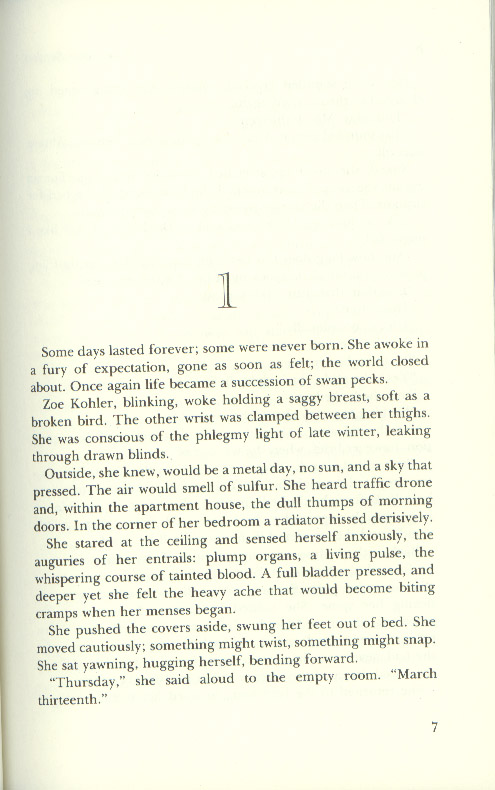 1
Some days lasted forever; some were never born. She awoke in
a fury of expectation, gone as soon as felt; the world closed
about. Once again life became a succession of swan pecks.
Zoe Kohler, blinking, woke holding a saggy breast, soft as a
broken bird. The other wrist was clamped between her thighs.
She was conscious of the phlegmy light of late winter, leaking
through drawn blinds.
Outside, she knew, would be a metal day, no sun, and a sky that
pressed. The air would smell of sulfur. She heard traffic drone
and, within the apartment house, the dull thumps of morning
doors. In the corner of her bedroom a radiator hissed derisively.
She stared at the ceiling and sensed herself anxiously, the
auguries of her entrails: plump organs, a living pulse, the
whispering course of tainted blood. A full bladder pressed, and
deeper yet she felt the heavy ache that would become biting
cramps when her menses began.
She pushed the covers aside, swung her feet out of bed. She
moved cautiously; something might twist, something might snap.
She sat yawning, hugging herself, bending forward.
“Thursday,” she said aloud to the empty room. “March
thirteenth.”
7